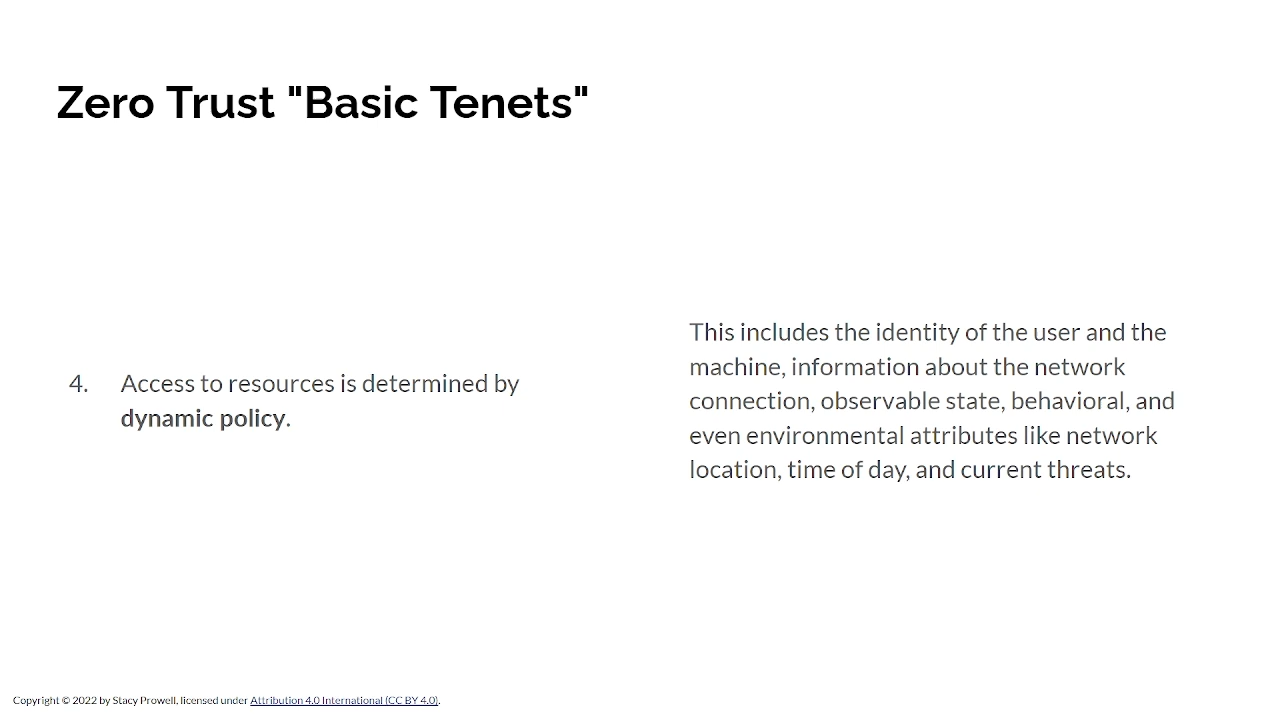 Zero Trust "Basic Tenets"
4. Access to resources is determined by
dynamic policy.
This includes the identity of the user and the
machine, information about the network
connection, observable state, behavioral, and
even environmental attributes like network
location, time of day, and current threats.
Copyright © 2022 by Stacy Prowell, licensed under Attribution 4.0 International (CC BY 4.0).